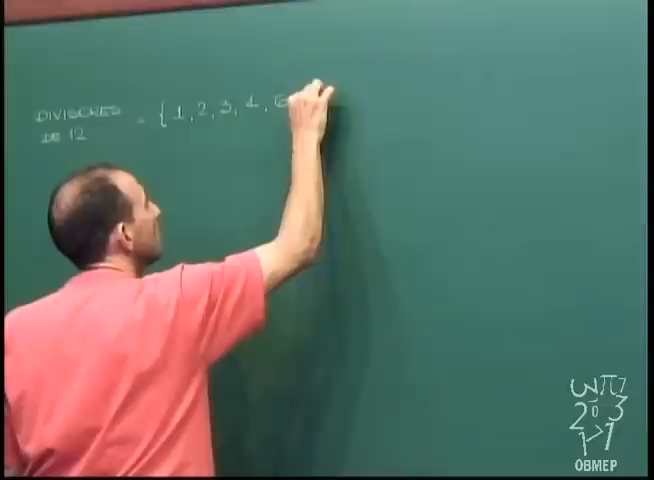 DIVISORES = { 1, 2, 3, 4, 6
DE 12
OBMEP